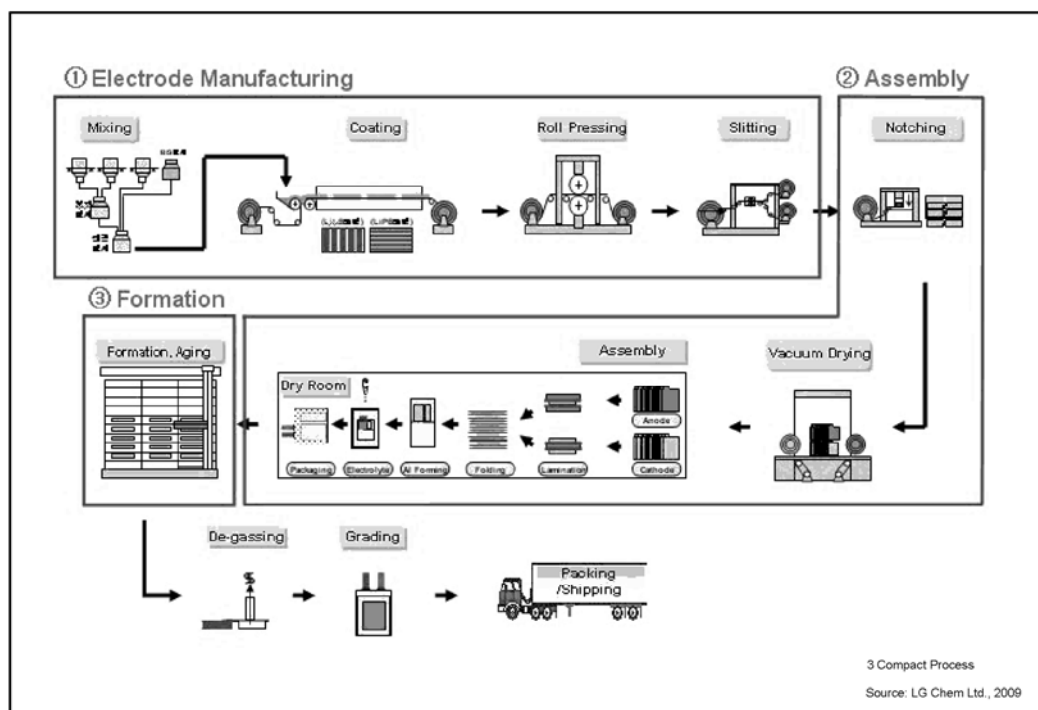 ① Electrode Manufacturing
② Assembly
Mixing
Coating
Roll Pressing
Slitting
Notching
③ Formation
Formation, Aging
Assembly
Vacuum Drying
Dry Room
Anode
Packaging
Electrolyte
Al Forming
Folding
Lamination
Cathode
De-gassing
Grading
Packing
/Shipping
3 Compact Process
Source: LG Chem Ltd., 2009